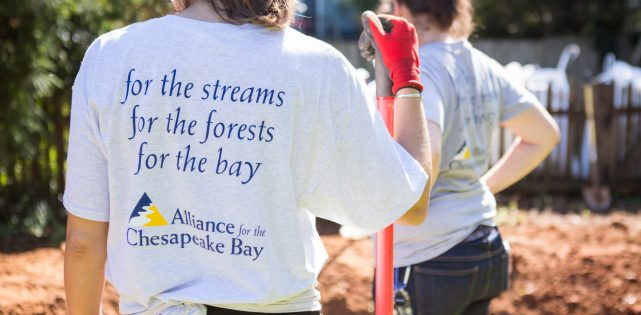 for the streams
for the forests
for the bay
Alliance for the
Chesapeake Bay